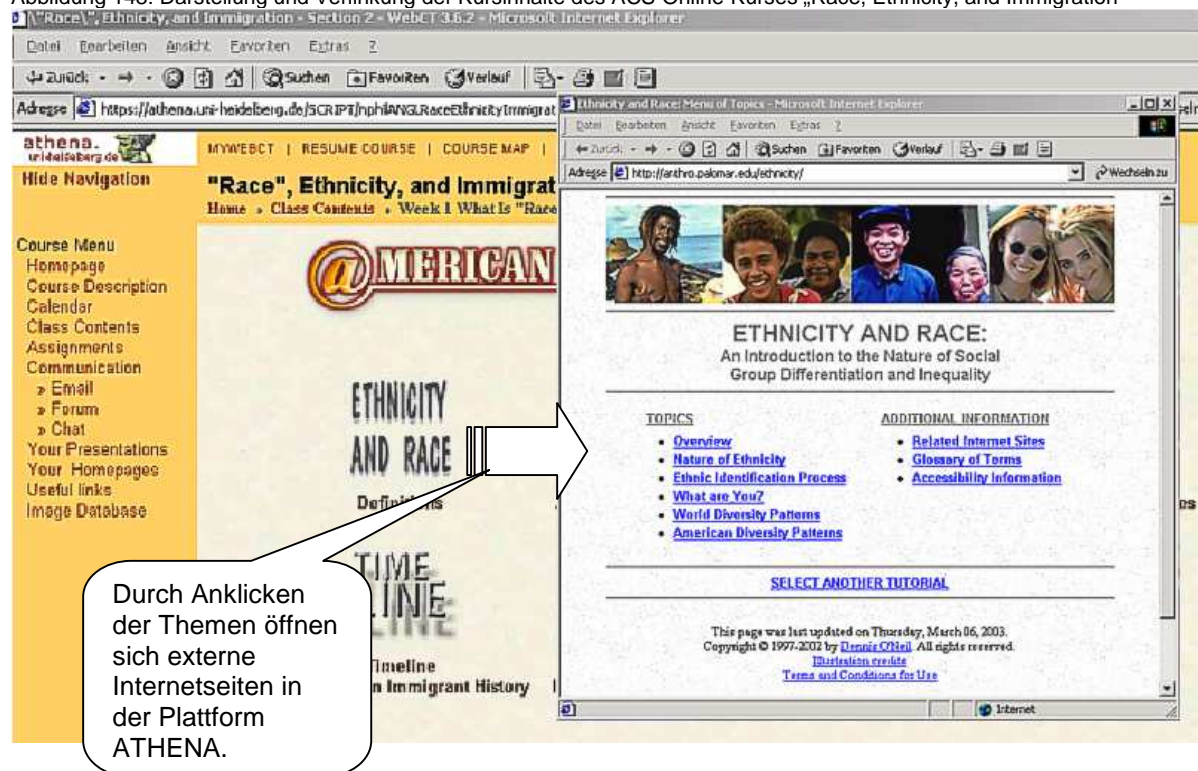 Darstellung und Verlinkung der Kursinhalte des ACS-Online-Kurses „Race, Ethnicity, and Immigration"
"Race\", Ethnicity, and Immigration - Section 2 - WebCT 3.6.2 - Microsoft Internet Explorer
Datei Bearbeiten Ansicht Favoriten Extras ?
Zurück Suchen Favoriten Verlauf
Adresse https://athena.uni-heidelberg.de/SCRIPT/
athena.
uni-heidelberg.de
MYWEBCT | RESUME COURSE | COURSE MAP |
Hide Navigation
"Race", Ethnicity, and Immigrat
Home » Class Contents » Week 1 What Is "Race
Course Menu
Homepage
Course Description
Calendar
Class Contents
Assignments
Communication
» Email
» Forum
» Chat
Your Presentations
Your Homepages
Useful links
Image Database
@MERICAN
ETHNICITY
AND RACE
Definitions
TIME
LINE
Timeline
n Immigrant History
Durch Anklicken
der Themen öffnen
sich externe
Internetseiten in
der Plattform
ATHENA.
Ethnicity and Race: Menu of Topics - Microsoft Internet Explorer
Datei Bearbeiten Ansicht Favoriten Extras ?
Zurück Suchen Favoriten Verlauf
Adresse http://anthro.palomar.edu/ethnicity/ Wechseln zu
ETHNICITY AND RACE:
An Introduction to the Nature of Social
Group Differentiation and Inequality
TOPICS
• Overview
• Nature of Ethnicity
• Ethnic Identification Process
• What are You?
• World Diversity Patterns
• American Diversity Patterns
ADDITIONAL INFORMATION
• Related Internet Sites
• Glossary of Terms
• Accessibility Information
SELECT ANOTHER TUTORIAL
This page was last updated on Thursday, March 06, 2003.
Copyright © 1997-2002 by Dennis O'Neil. All rights reserved.
Illustration credits
Terms and Conditions for Use
Internet